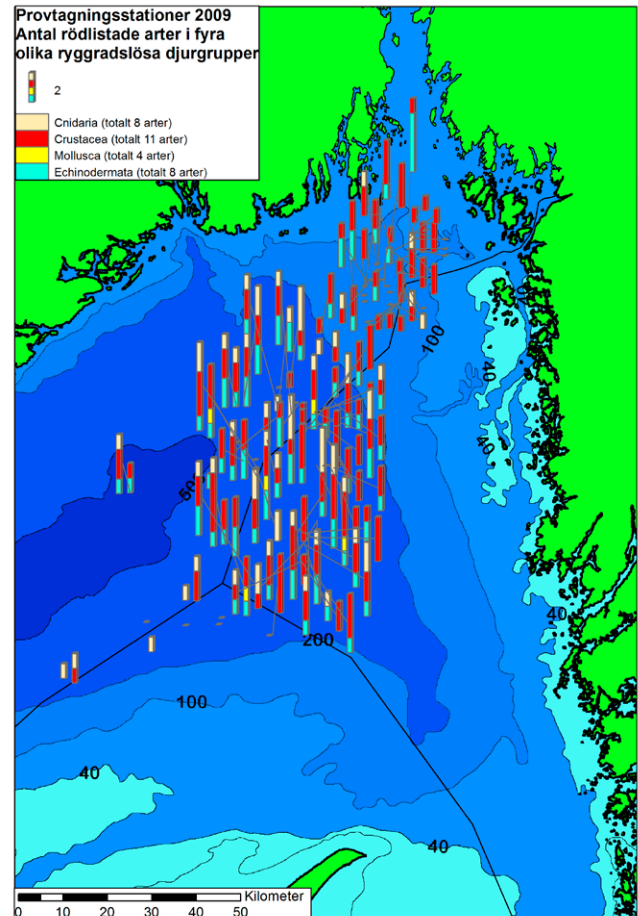 Provtagningsstationer 2009
Antal rödlistade arter i fyra
olika ryggradslösa djurgrupper
2
Cnidaria (totalt 8 arter)
Crustacea (totalt 11 arter)
Mollusca (totalt 4 arter)
Echinodermata (totalt 8 arter)
100
40
40
200
40
100
40
40
Kilometer
0 5 10 20 30 40 50